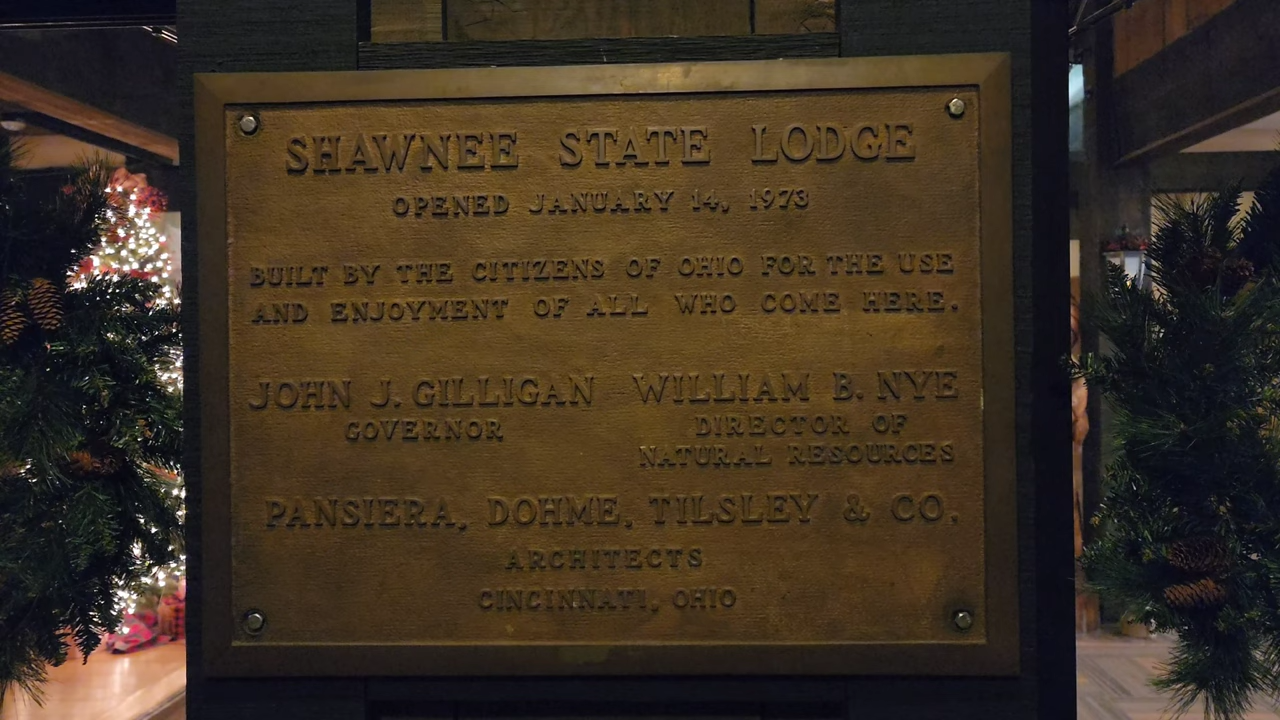 SHAWNEE STATE LODGE
OPENED JANUARY 14, 1973
BUILT BY THE CITIZENS OF OHIO FOR THE USE
AND ENJOYMENT OF ALL WHO COME HERE.
JOHN J. GILLIGAN WILLIAM B. NYE
GOVERNOR DIRECTOR OF
NATURAL RESOURCES
PANSIERA, DOHME, TILSLEY & CO.
ARCHITECTS
CINCINNATI, OHIO